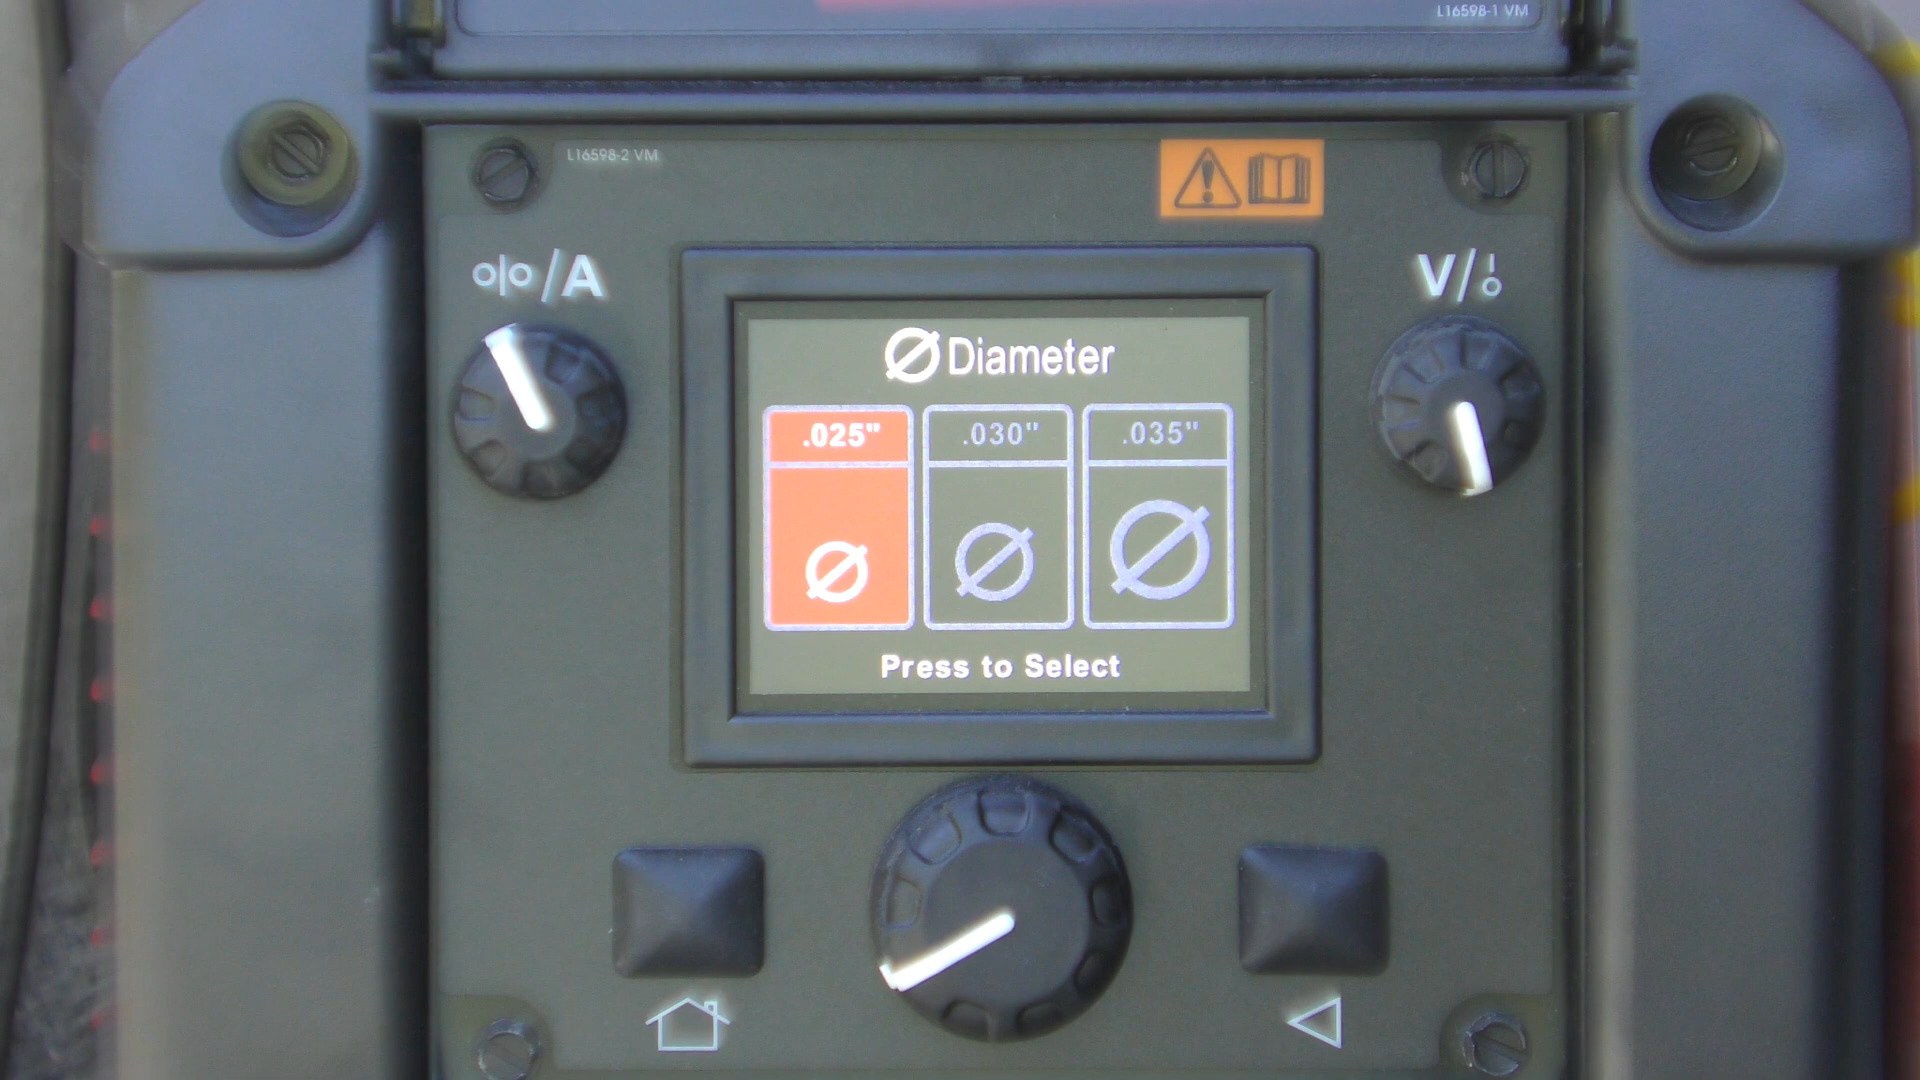 L16598-1 VM
L16598-2 VM
/A
V/
Diameter
.025"
.030"
.035"
Press to Select